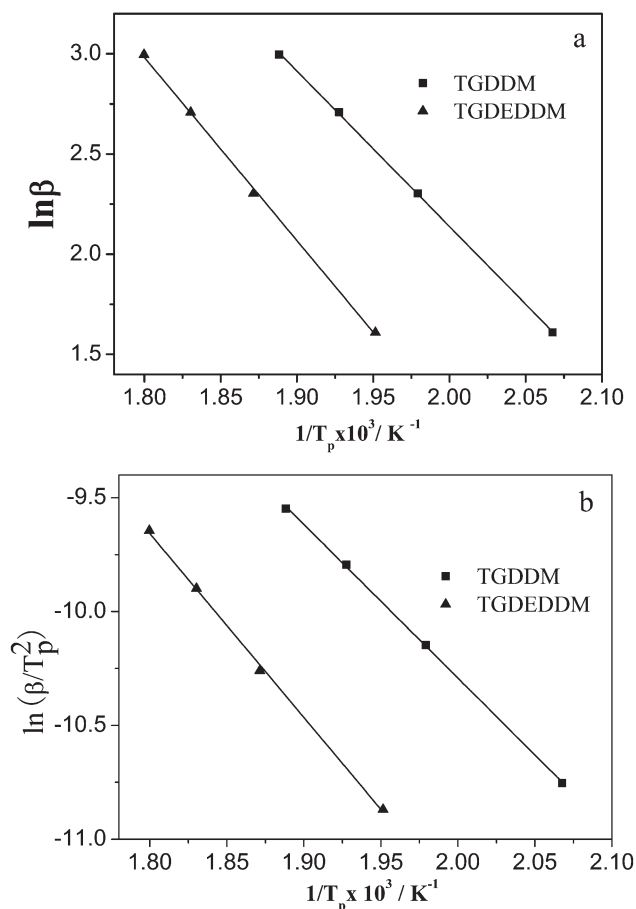 a
3.0
2.5
2.0
1.5
lnβ
TGDDM
TGDEDDM
1.80 1.85 1.90 1.95 2.00 2.05 2.10
1/Tₚx10³/ K⁻¹
b
-9.5
-10.0
-10.5
-11.0
ln (β/Tₚ²)
TGDDM
TGDEDDM
1.80 1.85 1.90 1.95 2.00 2.05 2.10
1/Tₚx 10³ / K⁻¹